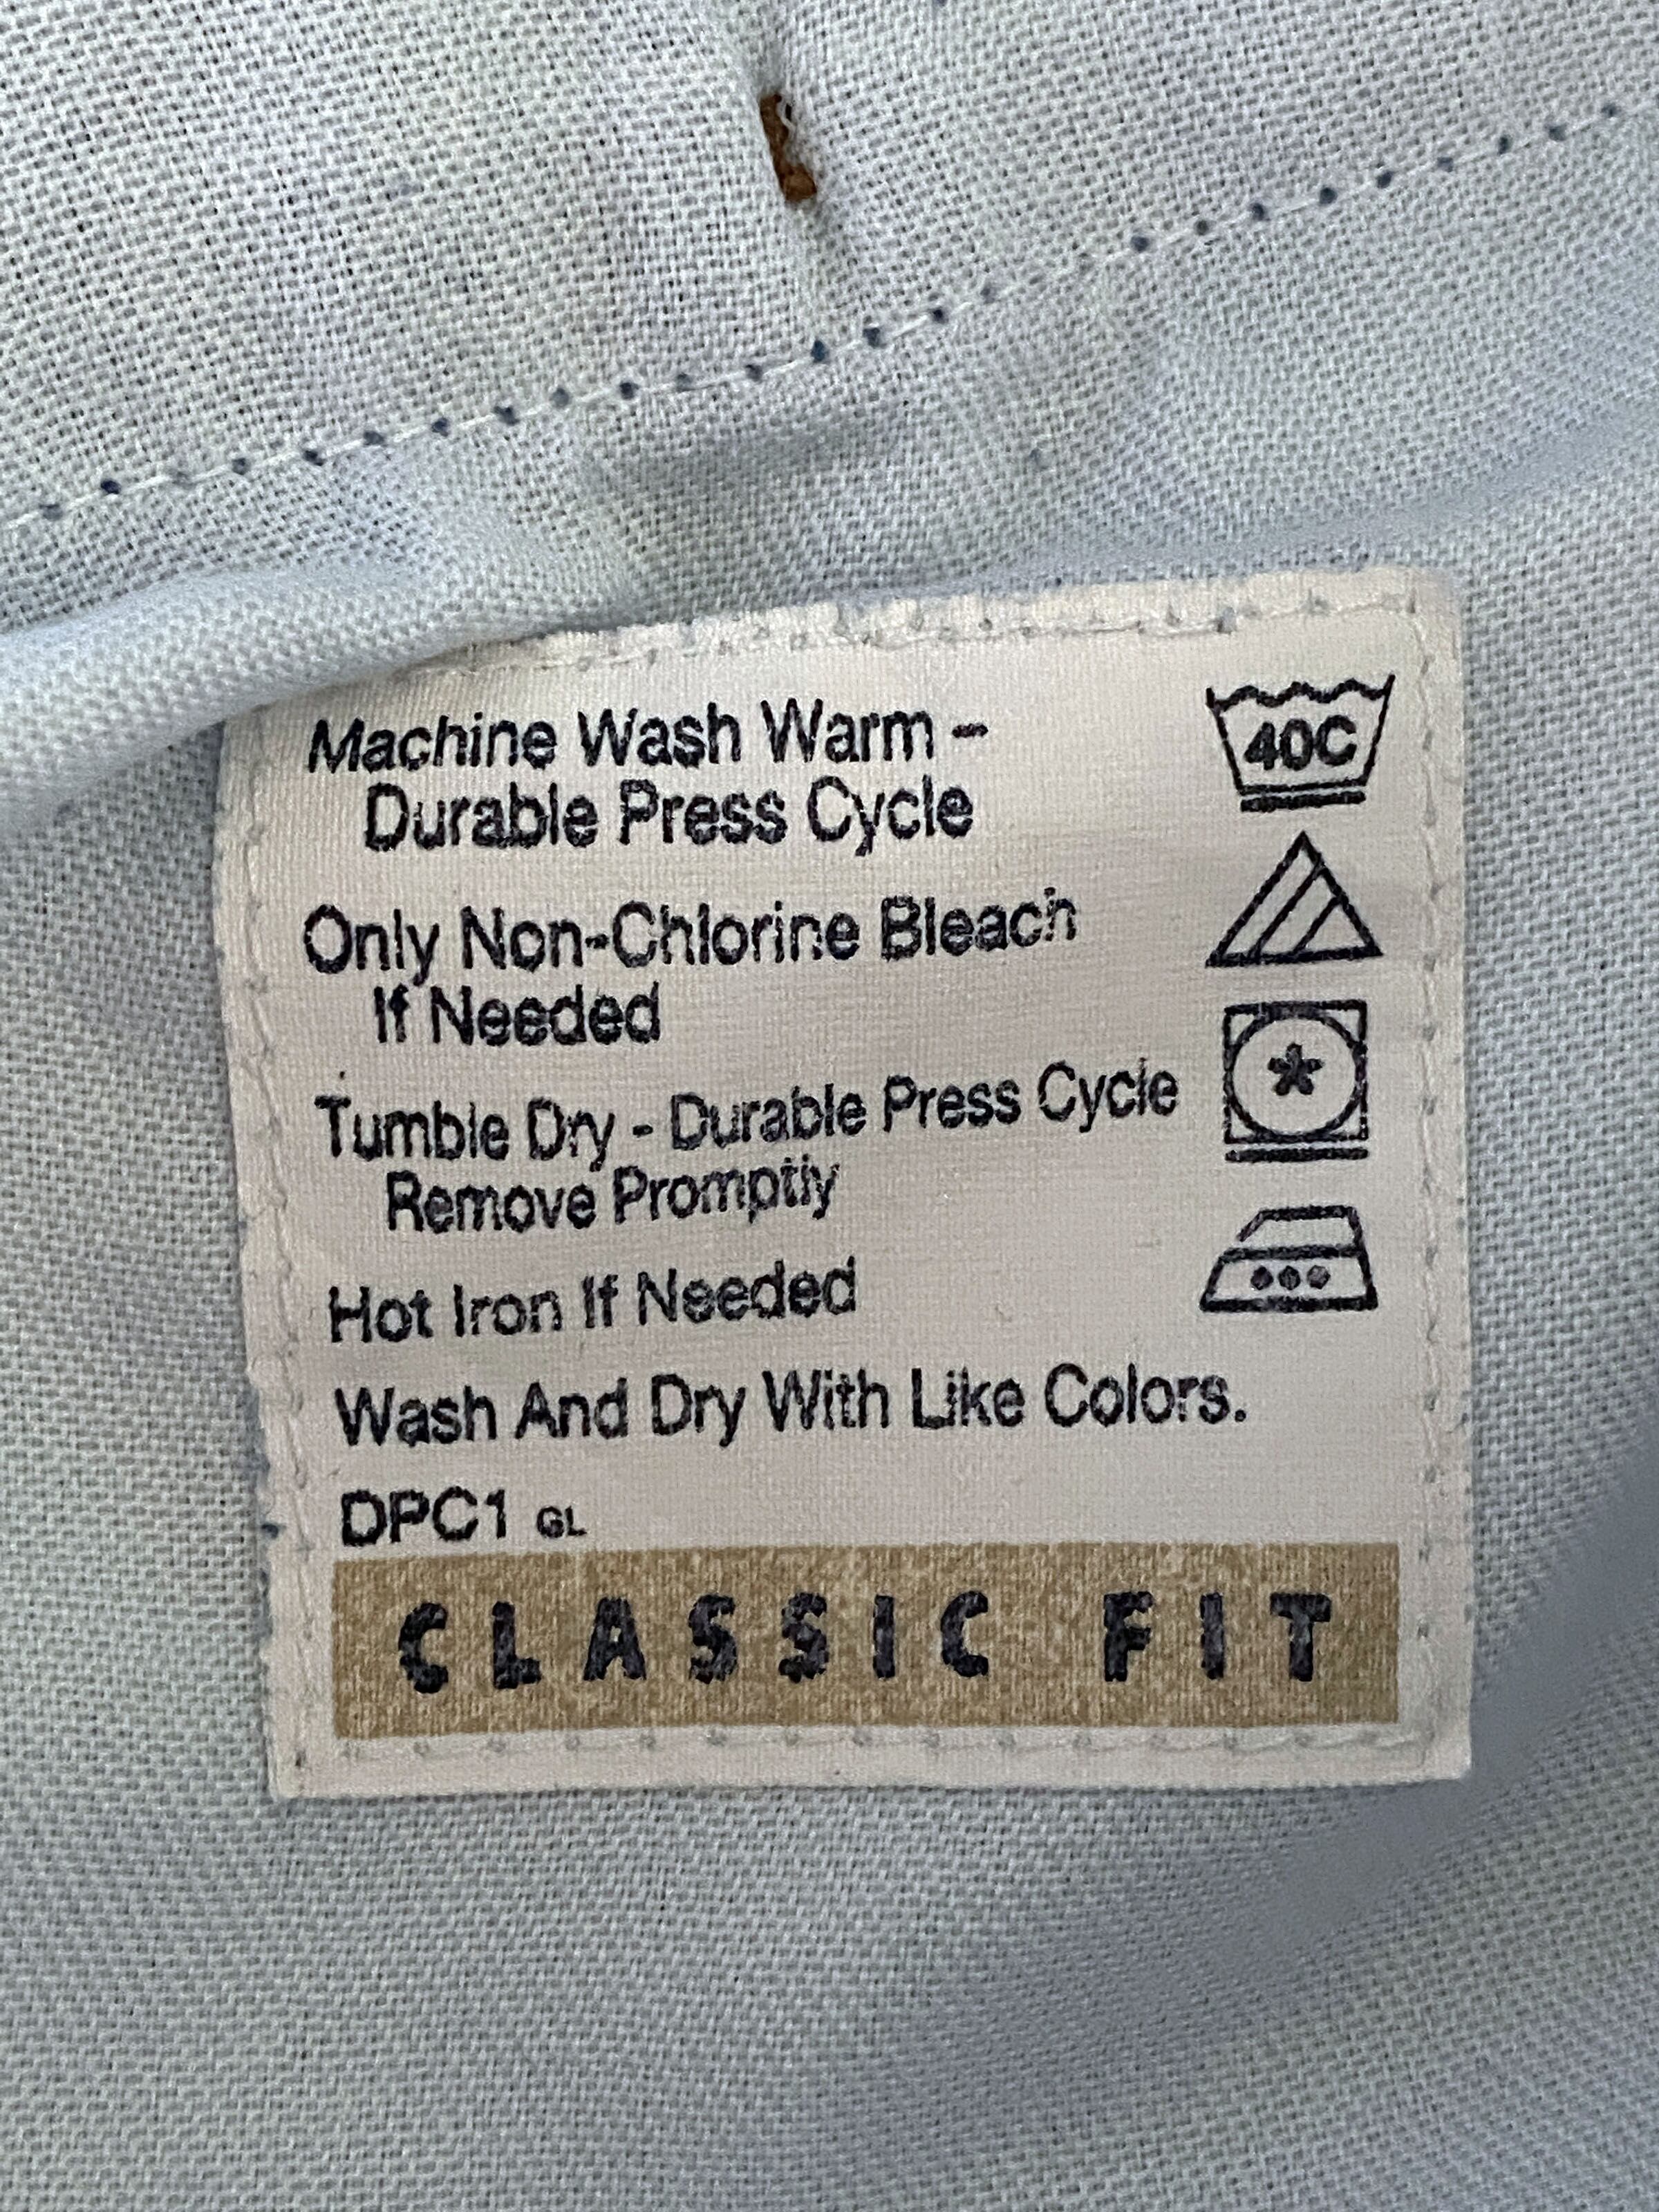 Machine Wash Warm -
40C
Durable Press Cycle
Only Non-Chlorine Bleach
If Needed
Tumble Dry - Durable Press Cycle
Remove Promptly
Hot Iron If Needed
Wash And Dry With Like Colors.
DPC1 GL
CLASSIC FIT